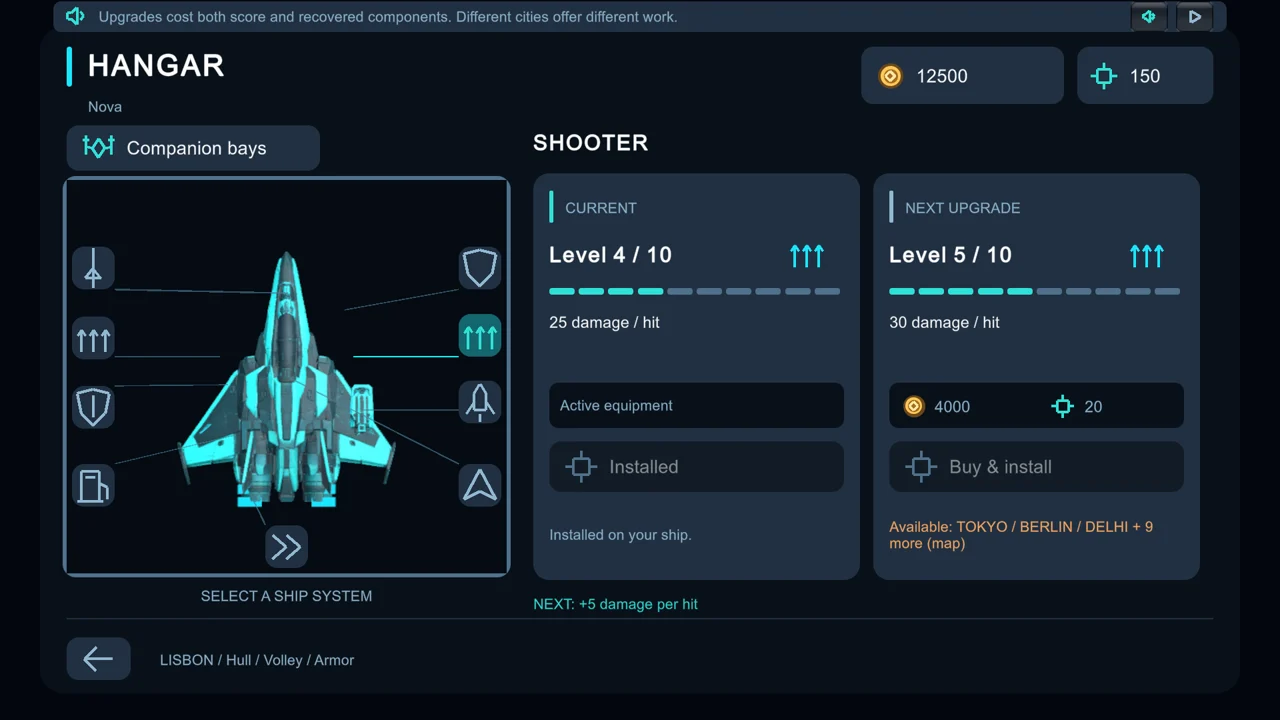 Upgrades cost both score and recovered components. Different cities offer different work.
HANGAR
12500
150
Nova
Companion bays
SHOOTER
CURRENT
Level 4 / 10
25 damage / hit
Active equipment
Installed
Installed on your ship.
NEXT UPGRADE
Level 5 / 10
30 damage / hit
4000
20
Buy & install
Available: TOKYO / BERLIN / DELHI + 9
more (map)
SELECT A SHIP SYSTEM
NEXT: +5 damage per hit
LISBON / Hull / Volley / Armor